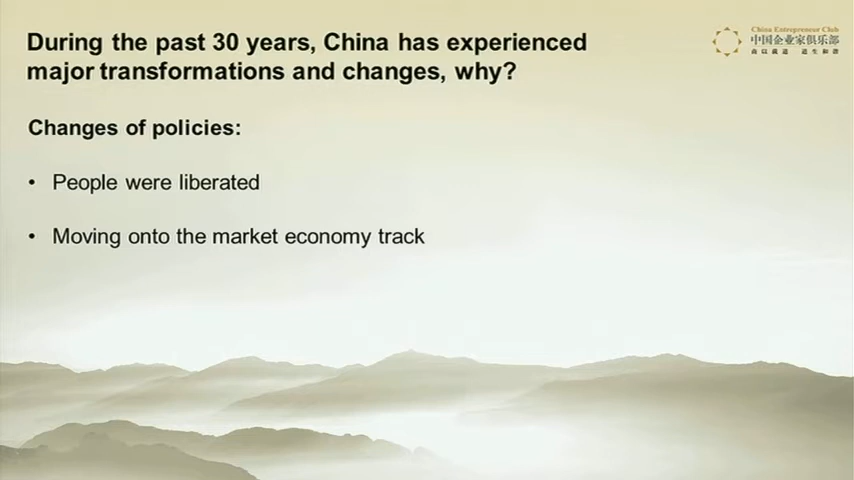 During the past 30 years, China has experienced
major transformations and changes, why?
China Entrepreneur Club
中国企业家俱乐部
Changes of policies:
• People were liberated
• Moving onto the market economy track